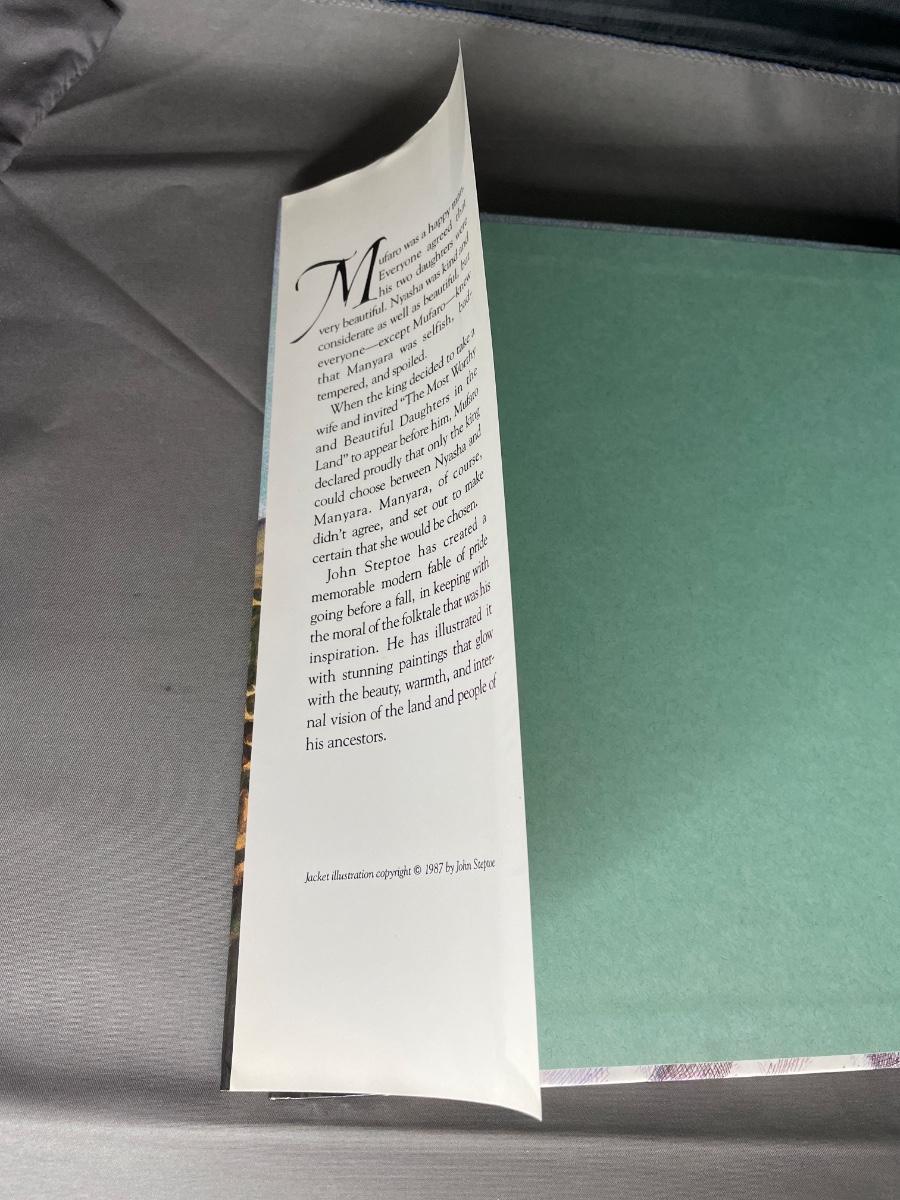 Mufaro was a happy man.
Everyone agreed that
his two daughters were
very beautiful. Nyasha was kind and
considerate as well as beautiful, but
everyone—except Mufaro—knew
that Manyara was selfish, bad-
tempered, and spoiled.
When the king decided to take a
wife and invited “The Most Worthy
and Beautiful Daughters in the
Land” to appear before him, Mufaro
declared proudly that only the king
could choose between Nyasha and
Manyara. Manyara, of course,
didn't agree, and set out to make
certain that she would be chosen.
John Steptoe has created a
memorable modern fable of pride
going before a fall, in keeping with
the moral of the folktale that was his
inspiration. He has illustrated it
with stunning paintings that glow
with the beauty, warmth, and inter-
nal vision of the land and people of
his ancestors.
Jacket illustration copyright © 1987 by John Steptoe